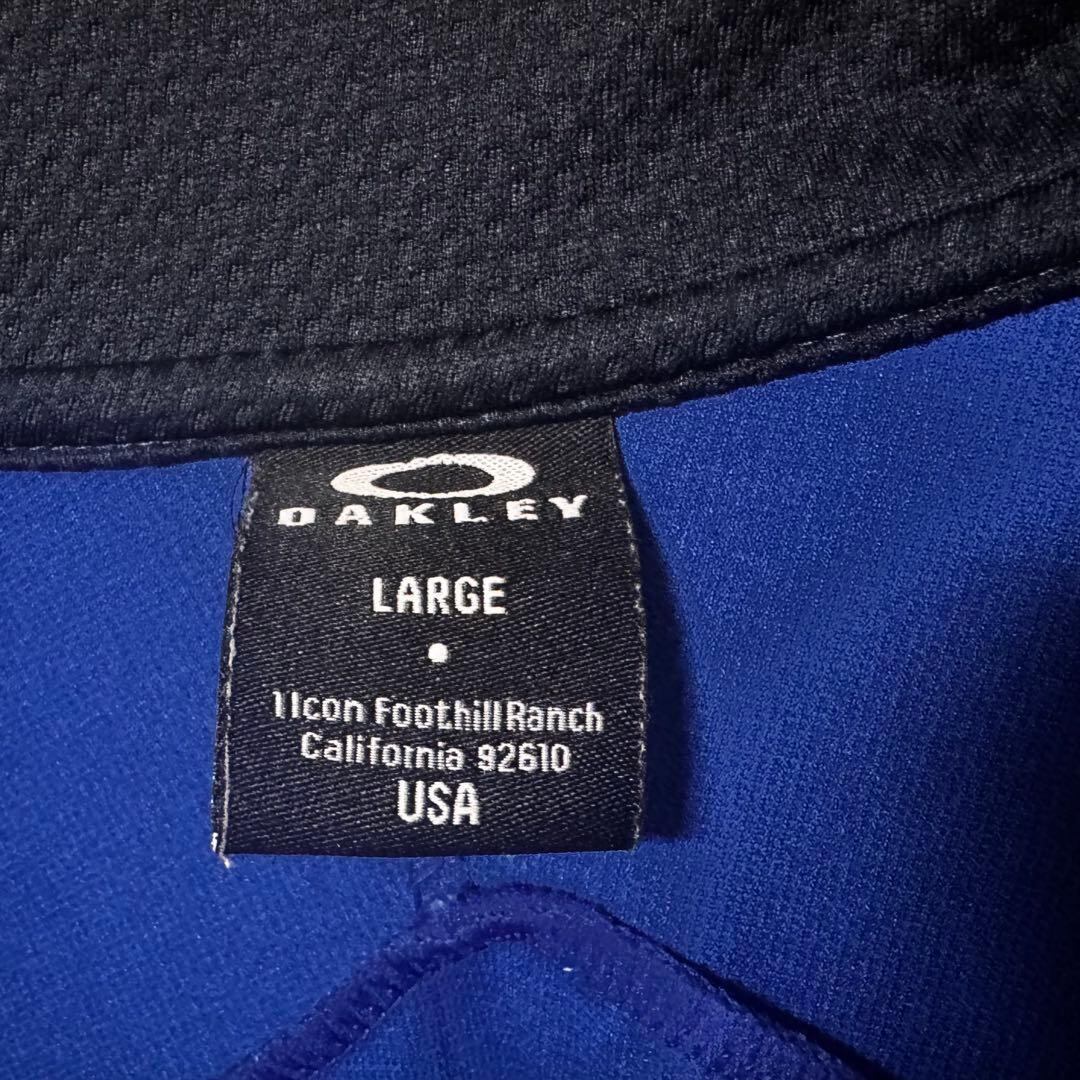 OAKLEY
LARGE
1 Icon Foothill Ranch
California 92610
USA